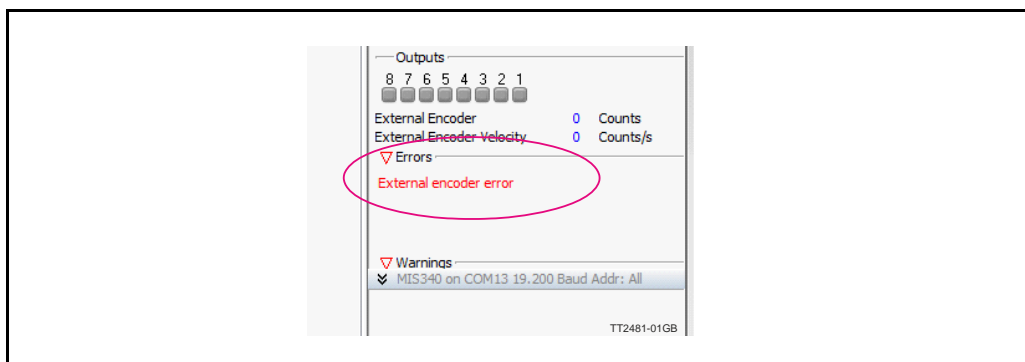 Outputs
8 7 6 5 4 3 2 1
External Encoder 0 Counts
External Encoder Velocity 0 Counts/s
Errors
External encoder error
Warnings
MIS340 on COM13 19.200 Baud Addr: All
TT2481-01GB